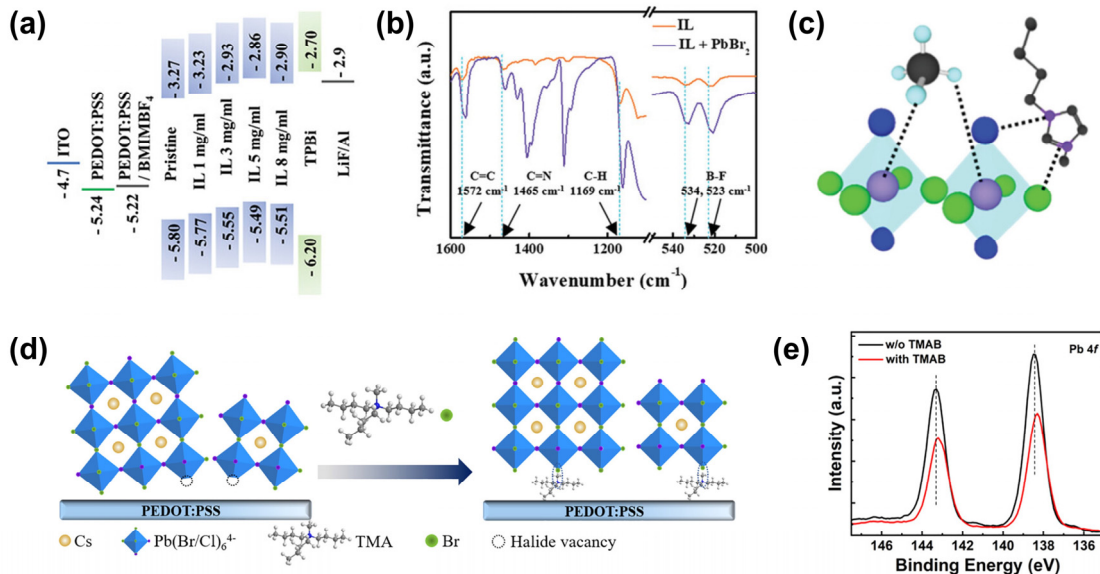 (a)
ITO
- 4.7
PEDOT:PSS
- 5.24
PEDOT:PSS
/ BMIMBF4
- 5.22
- 3.27
Pristine
- 5.80
- 3.23
IL 1 mg/ml
- 5.77
- 2.93
IL 3 mg/ml
- 5.55
- 2.86
IL 5 mg/ml
- 5.49
- 2.90
IL 8 mg/ml
- 5.51
- 2.70
TPBi
- 6.20
- 2.9
LiF/Al
(b)
Transmittance (a.u.)
IL
IL + PbBr2
C=C
1572 cm-1
C=N
1465 cm-1
C-H
1169 cm-1
B-F
534, 523 cm-1
1600 1400 1200 540 520 500
Wavenumber (cm-1)
(c)
(d)
PEDOT:PSS
PEDOT:PSS
Cs Pb(Br/Cl)6 4- TMA Br Halide vacancy
(e)
w/o TMAB
with TMAB
Pb 4f
Intensity (a.u.)
146 144 142 140 138 136
Binding Energy (eV)